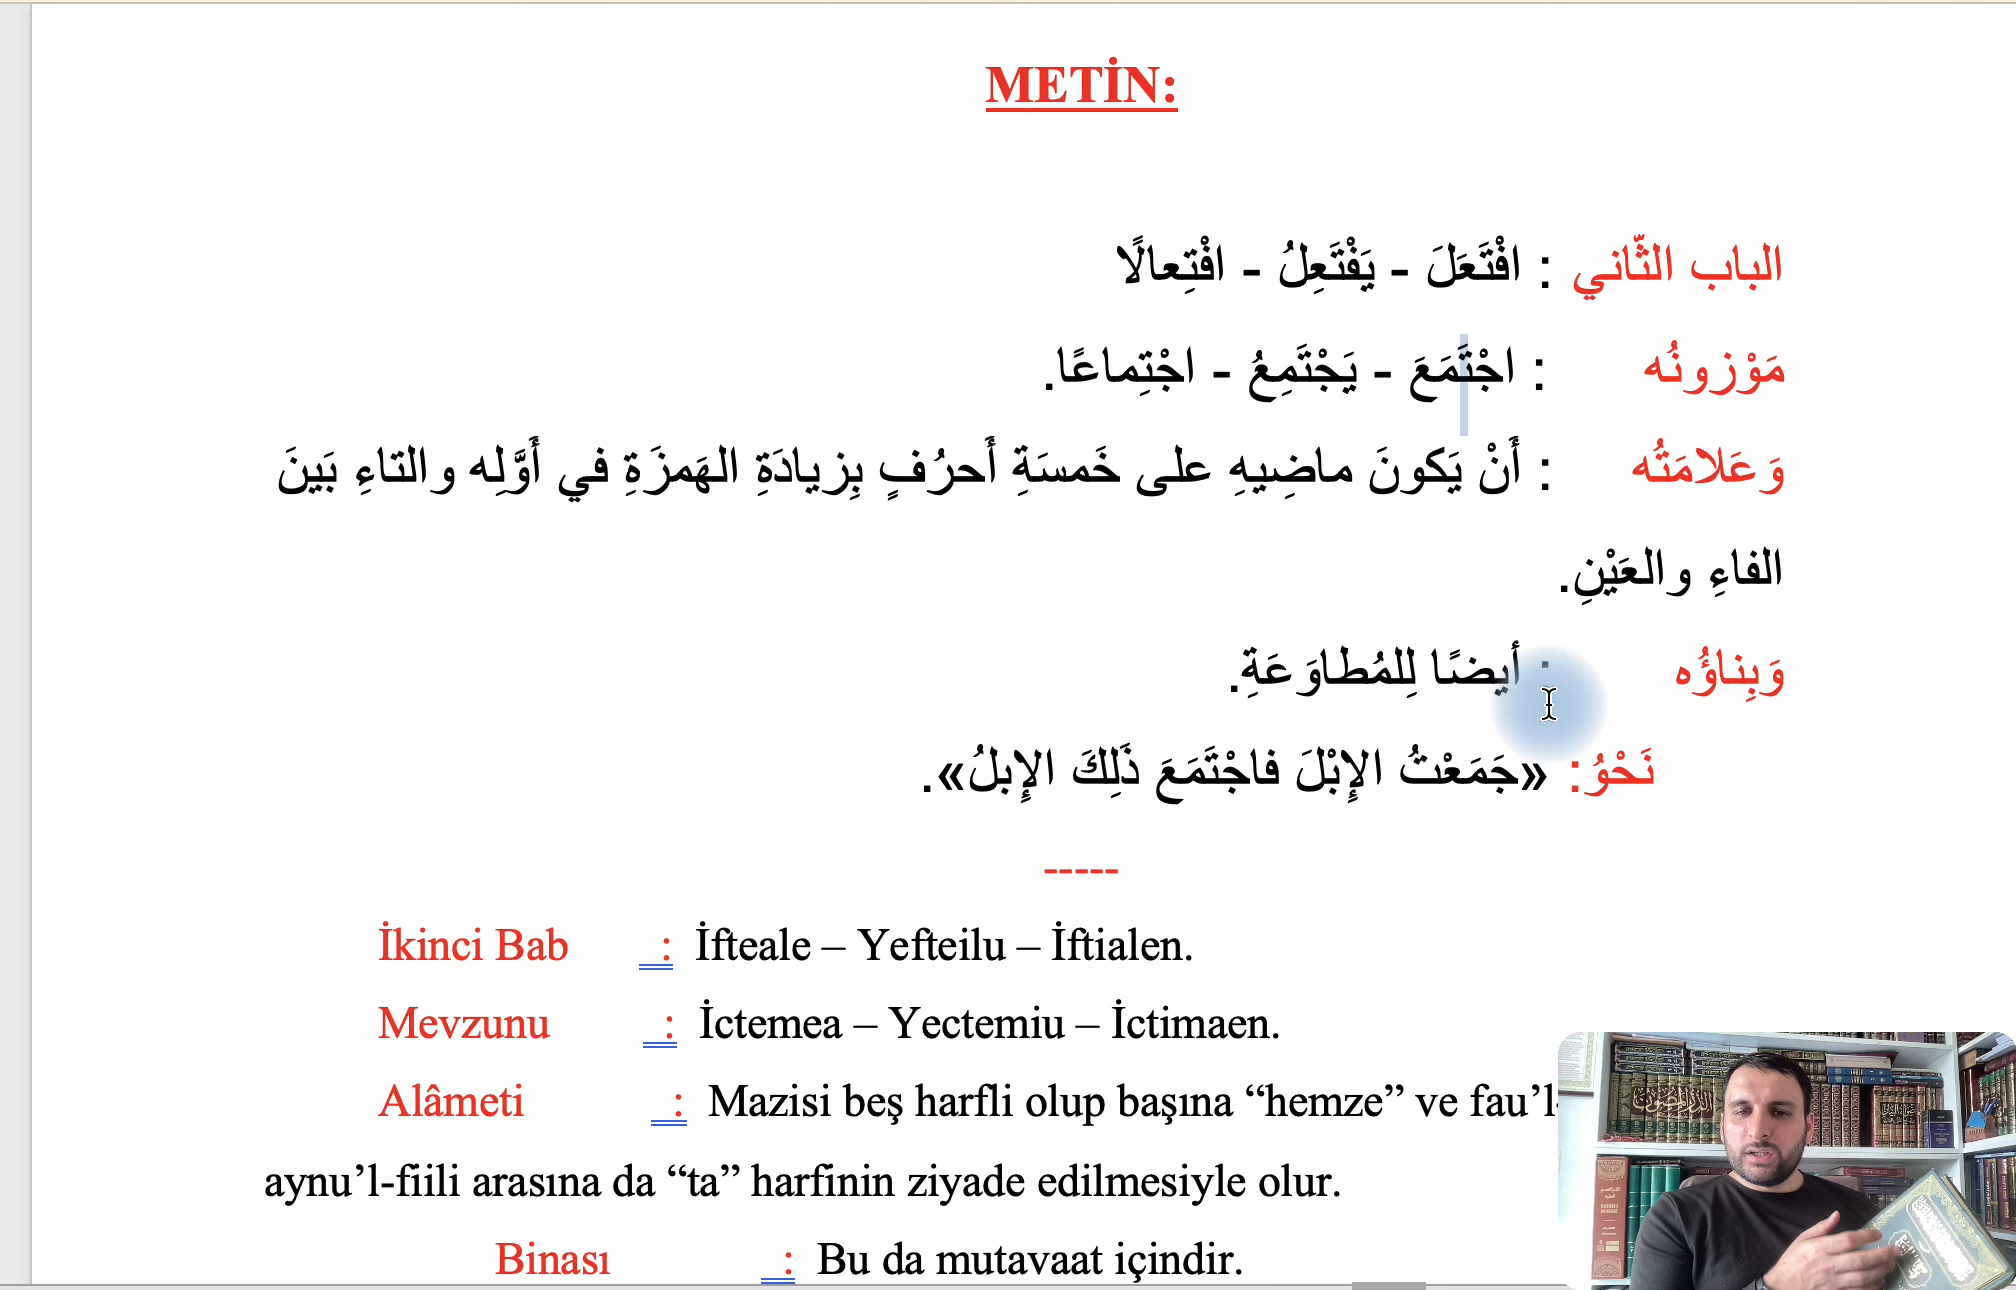 METİN:
الباب الثّاني : افْتَعَلَ - يَفْتَعِلُ - افْتِعالًا
مَوْزونُه : اجْتَمَعَ - يَجْتَمِعُ - اجْتِماعًا.
وَعَلامَتُه : أَنْ يَكونَ ماضِيهِ على خَمسَةِ أَحرُفٍ بِزيادَةِ الهَمزَةِ في أَوَّلِه والتاءِ بَينَ
الفاءِ والعَيْنِ.
وَبِناؤُه : أيضًا لِلمُطاوَعَةِ.
نَحْوُ: «جَمَعْتُ الإِبْلَ فاجْتَمَعَ ذَلِكَ الإِبلُ».
-----
İkinci Bab : İfteale – Yefteilu – İftialen.
Mevzunu : İctemea – Yectemiu – İctimaen.
Alâmeti : Mazisi beş harfli olup başına “hemze” ve fau’l-
aynu’l-fiili arasına da “ta” harfinin ziyade edilmesiyle olur.
Binası : Bu da mutavaat içindir.